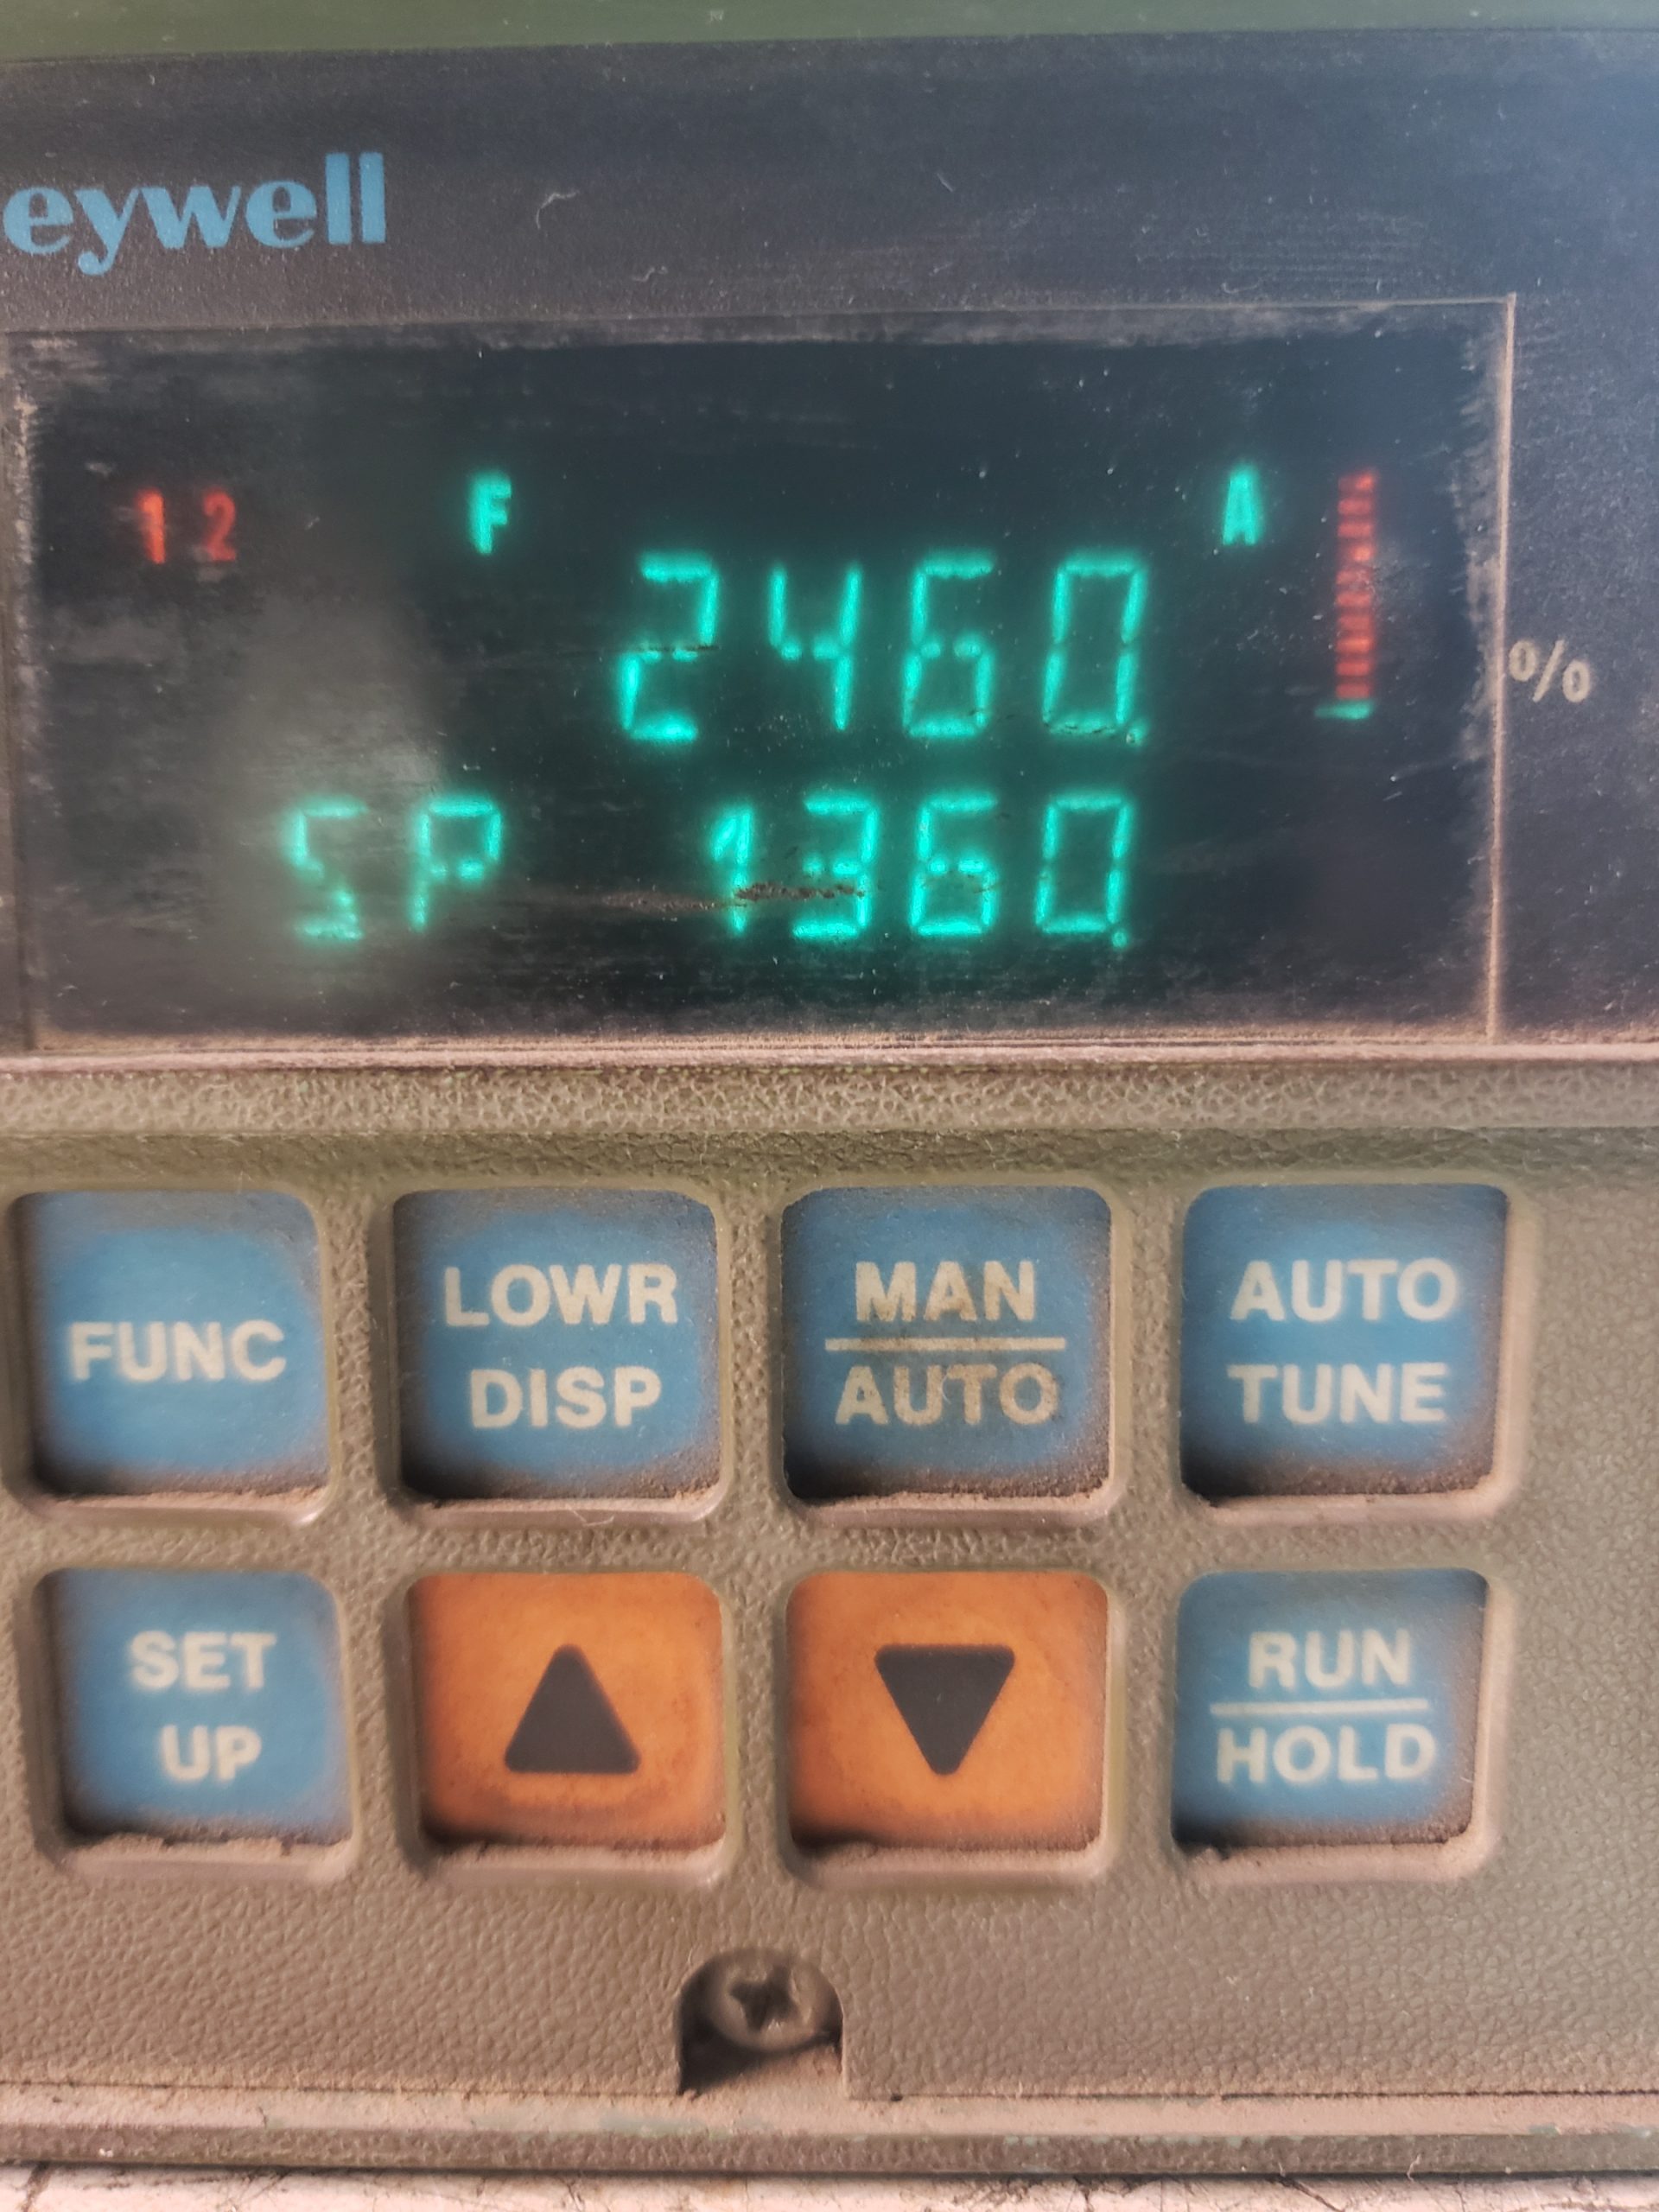 eywell
1 2 F A
2460.
%
SP 1360.
FUNC
LOWR
DISP
MAN
AUTO
AUTO
TUNE
SET
UP
▲
▼
RUN
HOLD